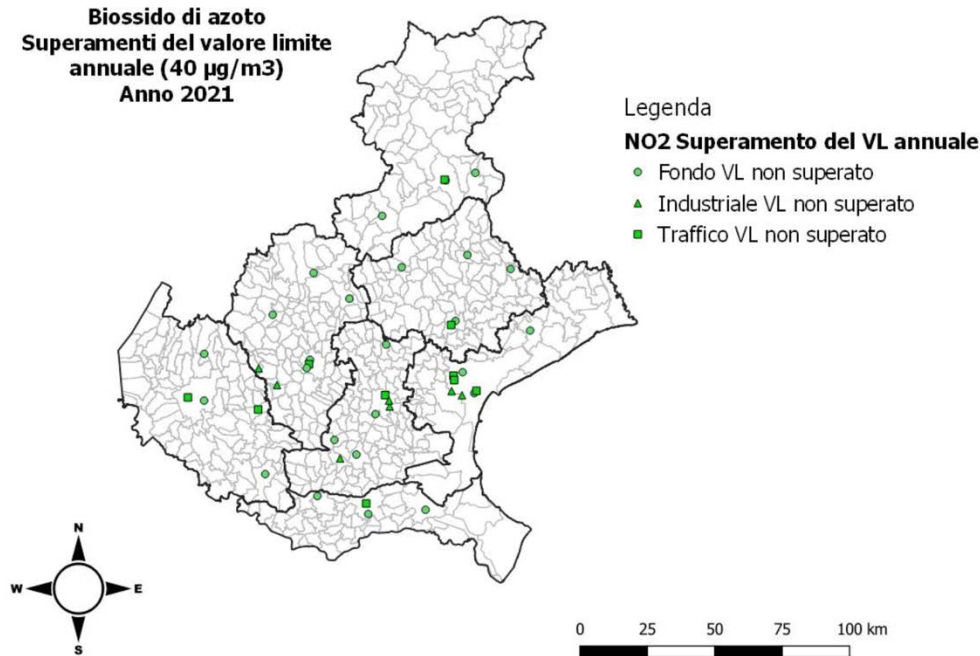 Biossido di azoto
Superamenti del valore limite
annuale (40 µg/m3)
Anno 2021
Legenda
NO2 Superamento del VL annuale
Fondo VL non superato
Industriale VL non superato
Traffico VL non superato
N
W E
S
0 25 50 75 100 km